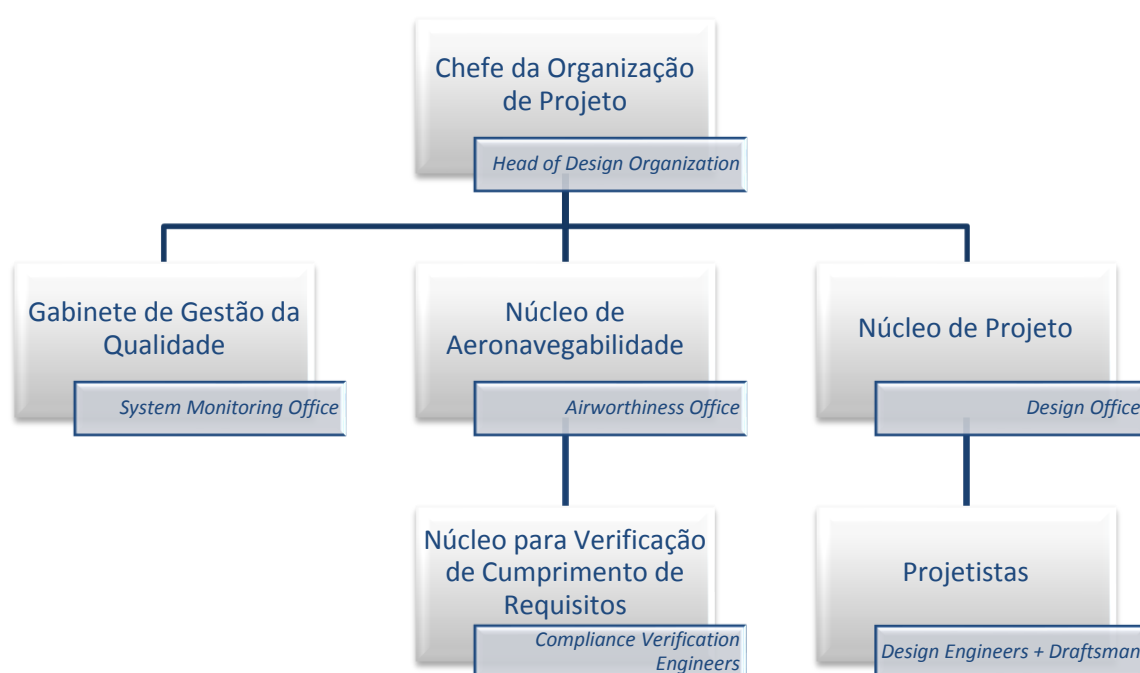 Chefe da Organização
de Projeto
Head of Design Organization
Gabinete de Gestão da
Qualidade
System Monitoring Office
Núcleo de
Aeronavegabilidade
Airworthiness Office
Núcleo de Projeto
Design Office
Núcleo para Verificação
de Cumprimento de
Requisitos
Compliance Verification
Engineers
Projetistas
Design Engineers + Draftsman